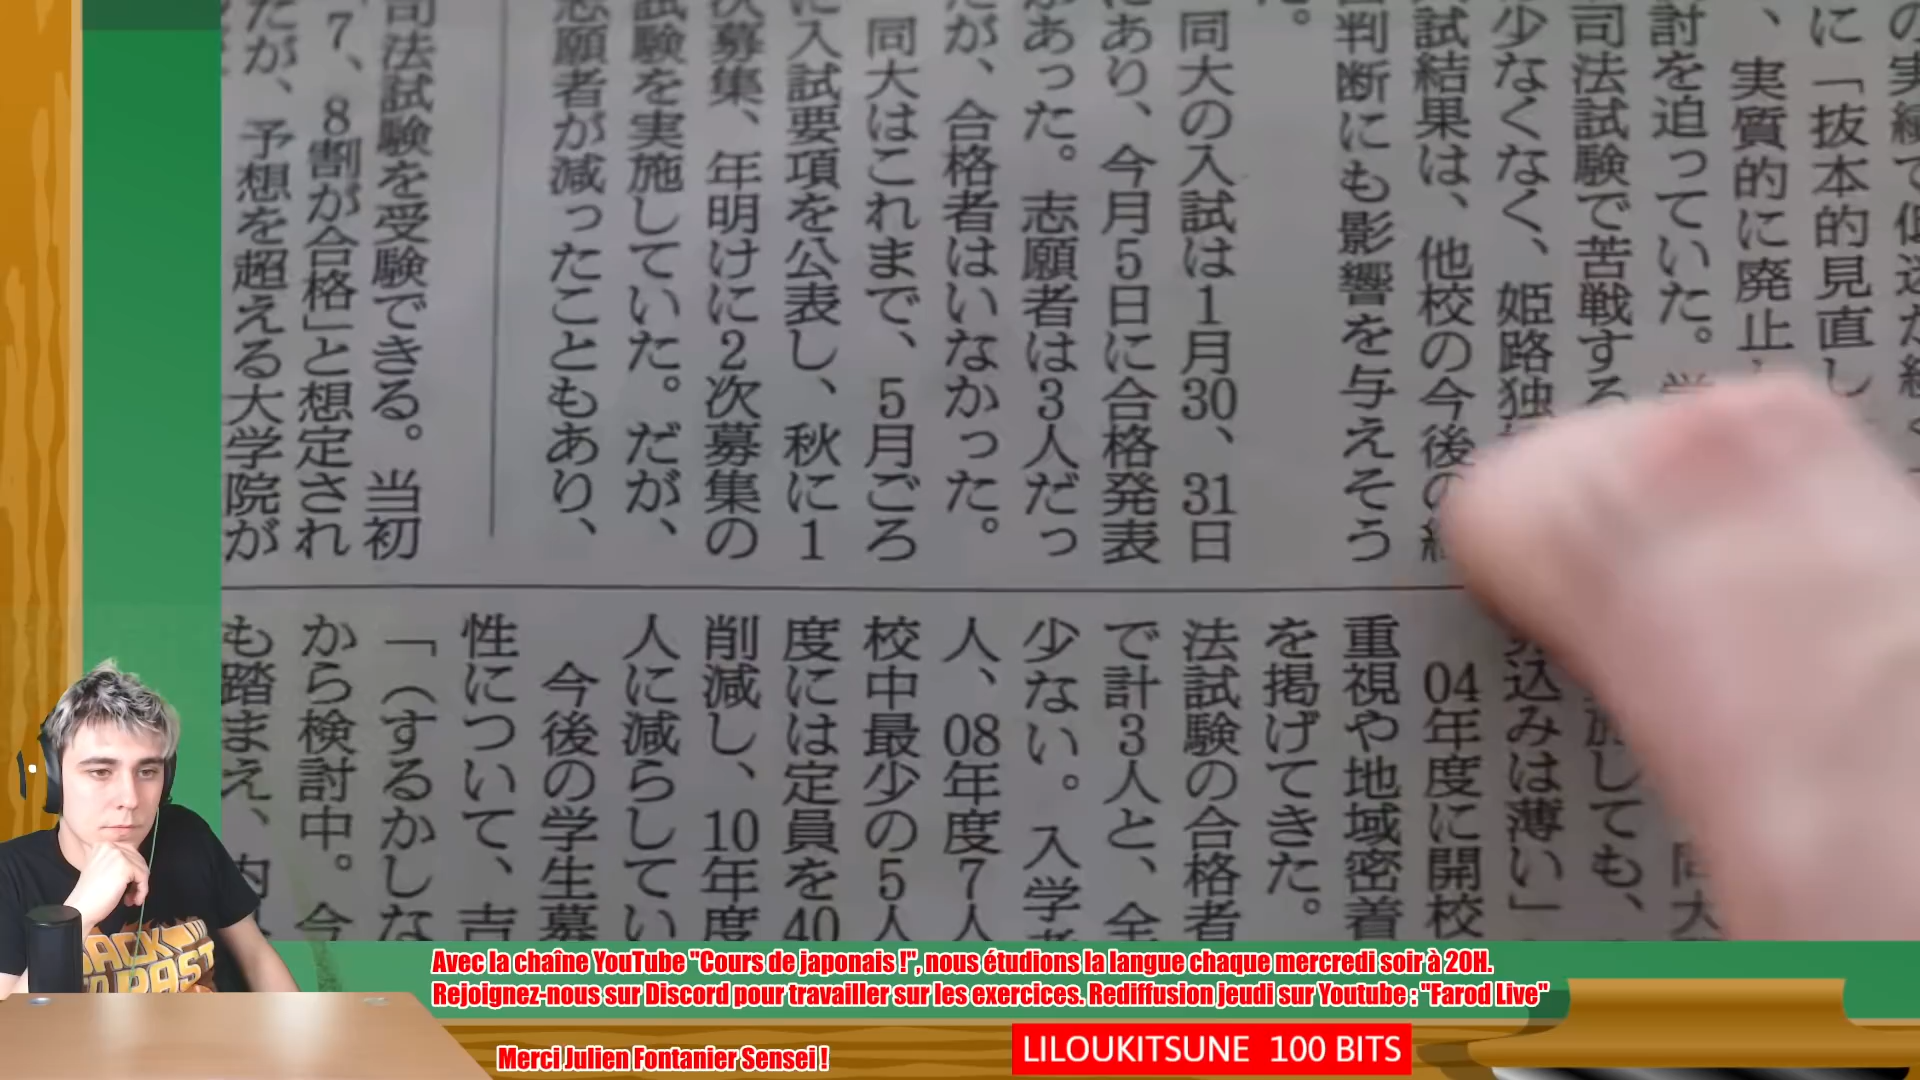 に「抜本的見直し
、実質的に廃止
討を迫っていた。
司法試験で苦戦する
少なくなく、姫路独
試結果は、他校の今後の
判断にも影響を与えそう
同大の入試は1月30、31日
にあり、今月5日に合格発表
があった。志願者は3人だっ
たが、合格者はいなかった。
同大はこれまで、5月ごろ
に入試要項を公表し、秋に1
次募集、年明けに2次募集の
試験を実施していた。だが、
志願者が減ったこともあり、
司法試験を受験できる。当初
7、8割が合格」と想定され
たが、予想を超える大学院が
同大
しても、
込みは薄い」
04年度に開校
重視や地域密着
を掲げてきた。
法試験の合格者
で計3人と、全
少ない。入学者
人、08年度7人
校中最少の5人
度には定員を40
削減し、10年度
人に減らしてい
今後の学生募
性について、吉
「（するかしな
から検討中。今
も踏まえ、内
Avec la chaîne YouTube "Cours de japonais !", nous étudions la langue chaque mercredi soir à 20H.
Rejoignez-nous sur Discord pour travailler sur les exercices. Rediffusion jeudi sur Youtube : "Farod Live"
Merci Julien Fontanier Sensei !
LILOUKITSUNE 100 BITS